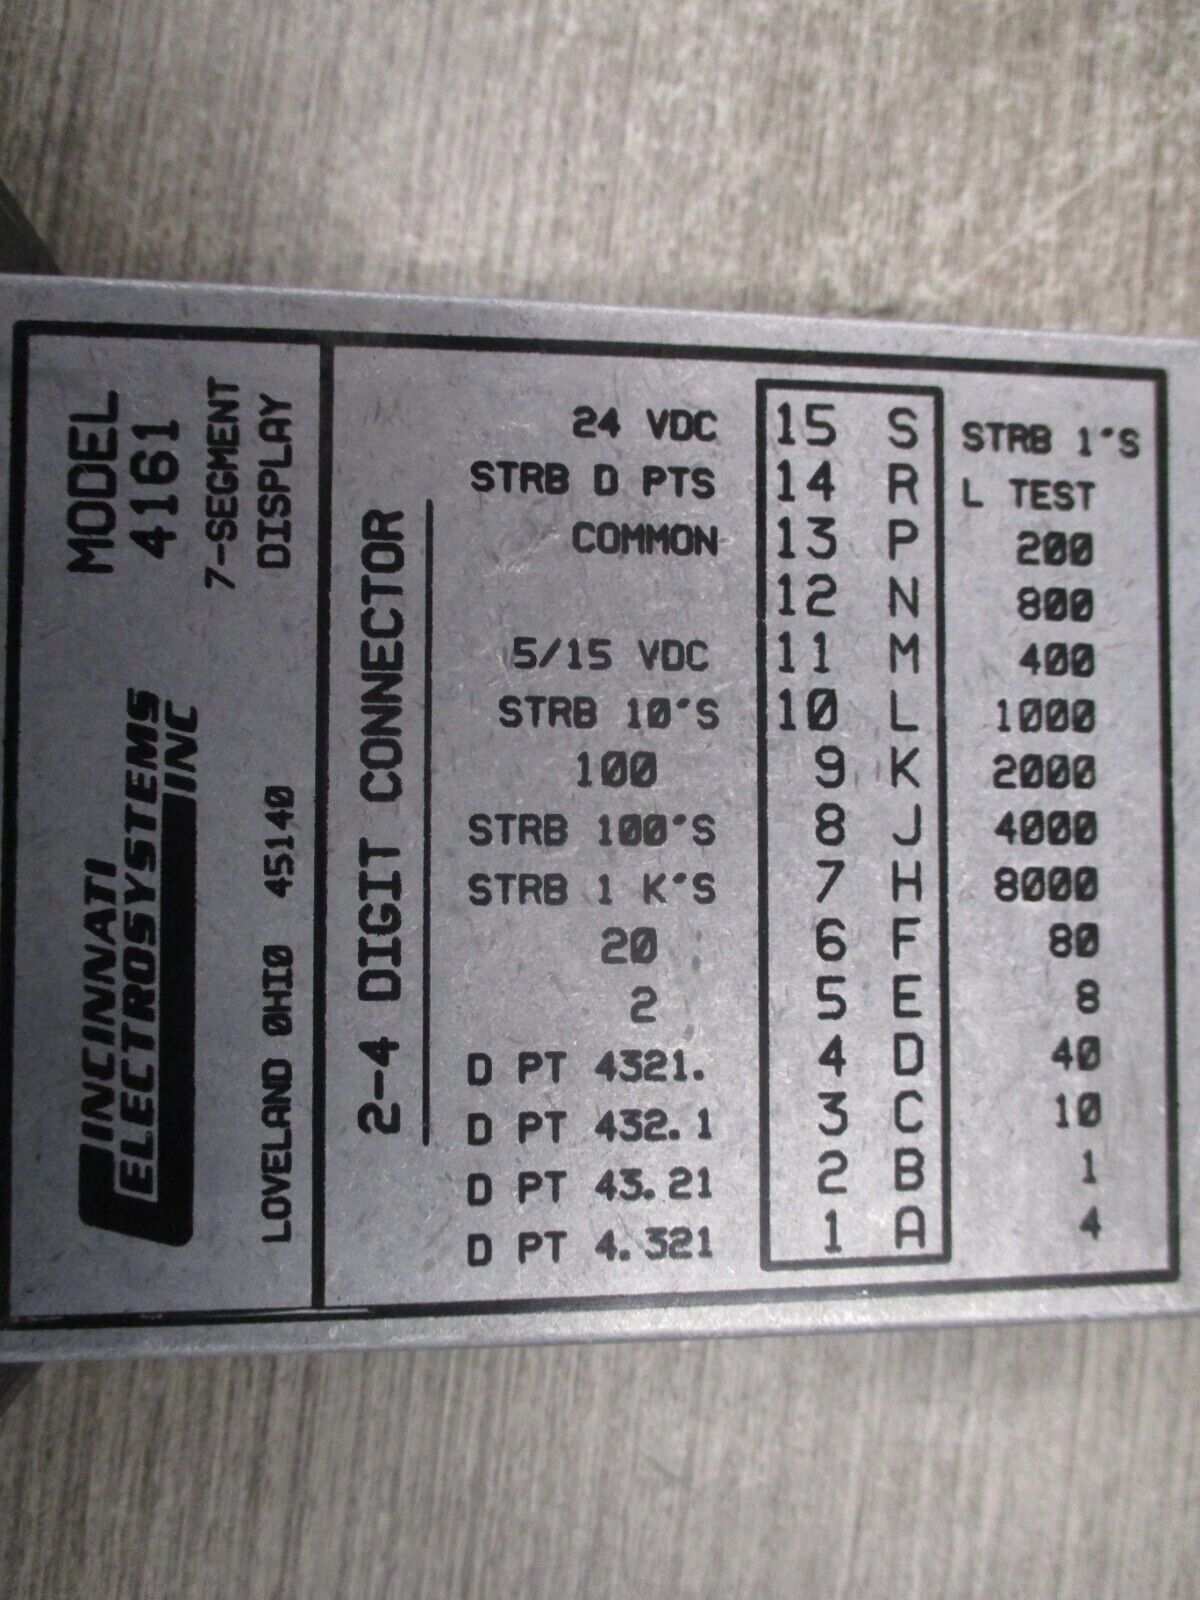 MODEL
4161
7-SEGMENT
DISPLAY
CINCINNATI
ELECTROSYSTEMS
INC
LOVELAND OHIO 45140
2-4 DIGIT CONNECTOR
24 VDC 15 S STRB 1'S
STRB D PTS 14 R L TEST
COMMON 13 P 200
12 N 800
5/15 VDC 11 M 400
STRB 10'S 10 L 1000
100 9 K 2000
STRB 100'S 8 J 4000
STRB 1 K'S 7 H 8000
20 6 F 80
2 5 E 8
D PT 4321. 4 D 40
D PT 432.1 3 C 10
D PT 43.21 2 B 1
D PT 4.321 1 A 4